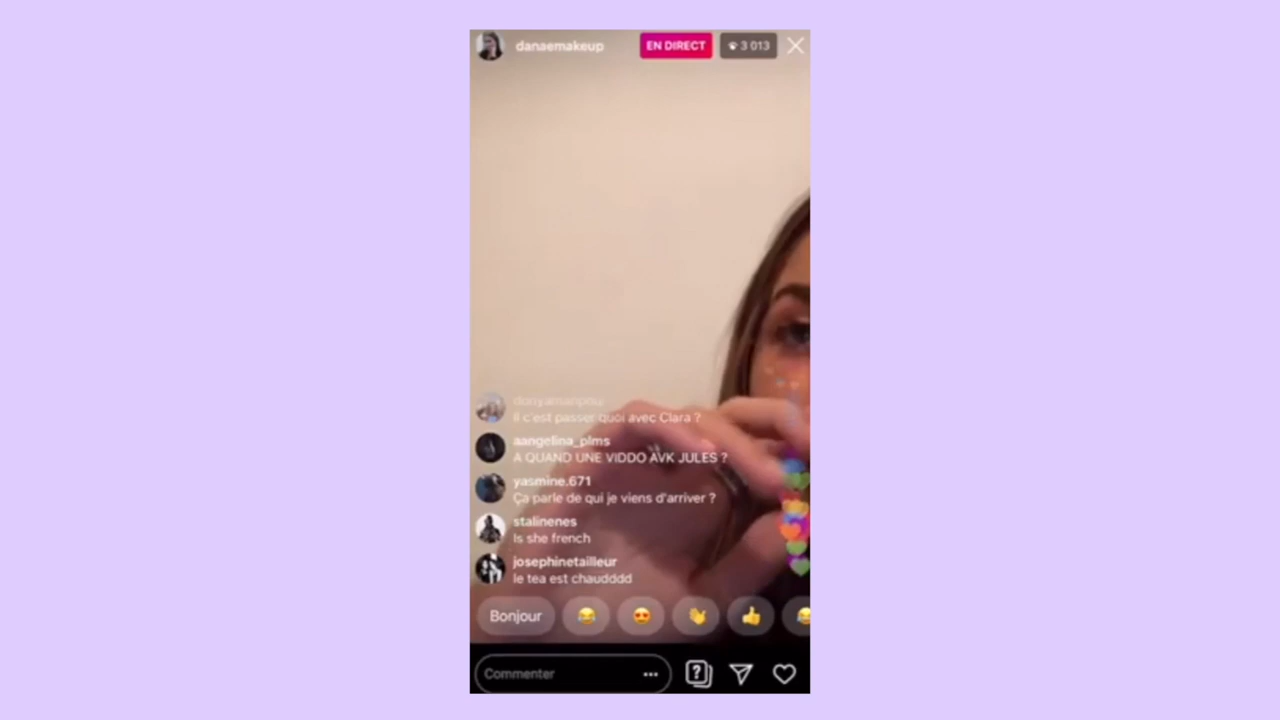 danaemakeup
EN DIRECT
3 013
Il c'est passer quoi avec Clara ?
aangelina_plms
A QUAND UNE VIDDO AVK JULES ?
yasmine.671
Ça parle de qui je viens d'arriver ?
stalinenes
Is she french
josephinetailleur
le tea est chaudddd
Bonjour
Commenter